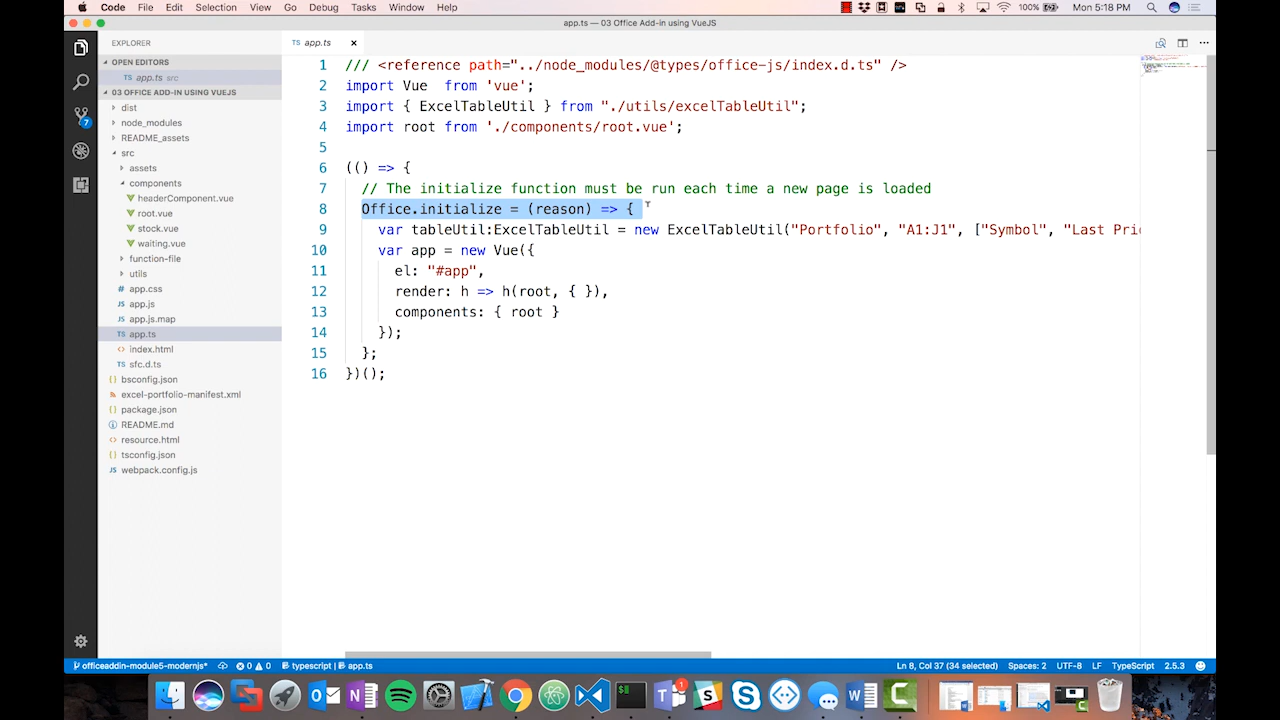 Code File Edit Selection View Go Debug Tasks Window Help 100% Mon 5:18 PM
app.ts — 03 Office Add-in using VueJS
EXPLORER
OPEN EDITORS
TS app.ts src
03 OFFICE ADD-IN USING VUEJS
dist
node_modules
README_assets
src
assets
components
headerComponent.vue
root.vue
stock.vue
waiting.vue
function-file
utils
# app.css
JS app.js
JS app.js.map
TS app.ts
<> index.html
TS sfc.d.ts
{} bsconfig.json
excel-portfolio-manifest.xml
{} package.json
README.md
<> resource.html
{} tsconfig.json
JS webpack.config.js
7
TS app.ts ×
1 /// <reference path="../node_modules/@types/office-js/index.d.ts" />
2 import Vue  from 'vue';
3 import { ExcelTableUtil } from "./utils/excelTableUtil";
4 import root from './components/root.vue';
5
6 (() => {
7 // The initialize function must be run each time a new page is loaded
8 Office.initialize = (reason) => {
9 var tableUtil:ExcelTableUtil = new ExcelTableUtil("Portfolio", "A1:J1", ["Symbol", "Last Pric
10 var app = new Vue({
11 el: "#app",
12 render: h => h(root, { }),
13 components: { root }
14 });
15 };
16 })();
officeaddin-module5-modernjs* 0 0 typescript | app.ts Ln 8, Col 37 (34 selected) Spaces: 2 UTF-8 LF TypeScript 2.5.3